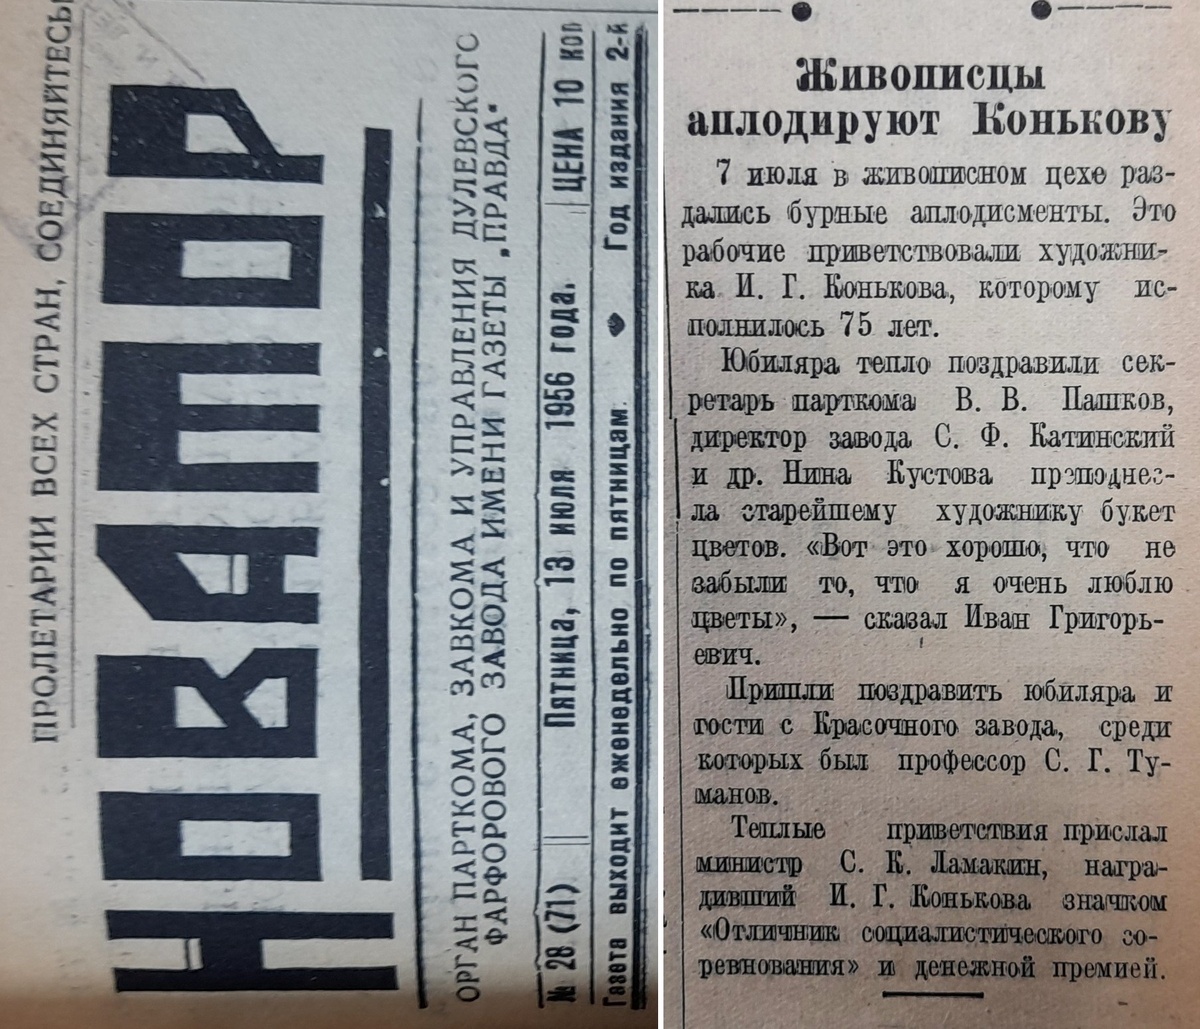 ПРОЛЕТАРИИ ВСЕХ СТРАН, СОЕДИНЯЙТЕСЬ
НОВАТОР
ОРГАН ПАРТКОМА, ЗАВКОМА И УПРАВЛЕНИЯ ДУЛЕВСКОГО
ФАРФОРОВОГО ЗАВОДА ИМЕНИ ГАЗЕТЫ „ПРАВДА“
№ 28 (71) Пятница, 13 июля 1956 года. ЦЕНА 10 коп
Газета выходит еженедельно по пятницам. Год издания 2-й
Живописцы
аплодируют Конькову
7 июля в живописном цехе раз-
дались бурные аплодисменты. Это
рабочие приветствовали художни-
ка И. Г. Конькова, которому ис-
полнилось 75 лет.
Юбиляра тепло поздравили сек-
ретарь парткома В. В. Пашков,
директор завода С. Ф. Катинский
и др. Нина Кустова преподнес-
ла старейшему художнику букет
цветов. «Вот это хорошо, что не
забыли то, что я очень люблю
цветы», — сказал Иван Григорь-
евич.
Пришли поздравить юбиляра и
гости с Красочного завода, среди
которых был профессор С. Г. Ту-
манов.
Теплые приветствия прислал
министр С. К. Ламакин, награ-
дивший И. Г. Конькова значком
«Отличник социалистического со-
ревнования» и денежной премией.